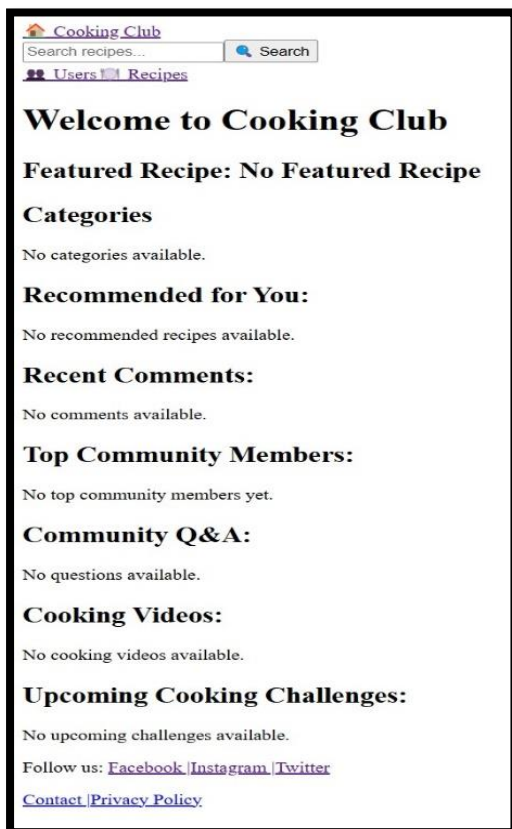 Cooking Club
Search recipes... Search
Users Recipes
Welcome to Cooking Club
Featured Recipe: No Featured Recipe
Categories
No categories available.
Recommended for You:
No recommended recipes available.
Recent Comments:
No comments available.
Top Community Members:
No top community members yet.
Community Q&A:
No questions available.
Cooking Videos:
No cooking videos available.
Upcoming Cooking Challenges:
No upcoming challenges available.
Follow us: Facebook |Instagram |Twitter
Contact |Privacy Policy